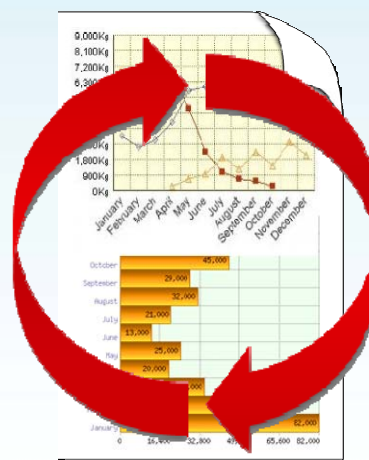 9,000Kg
8,100Kg
7,200Kg
6,300
1,800Kg
900Kg
0Kg
January
February
March
April
May
June
July
August
September
October
November
December
October 45,000
September 29,000
August 32,000
July 21,000
June 13,000
May 25,000
20,000
January 82,000
0
16,400
32,800
65,600
82,000